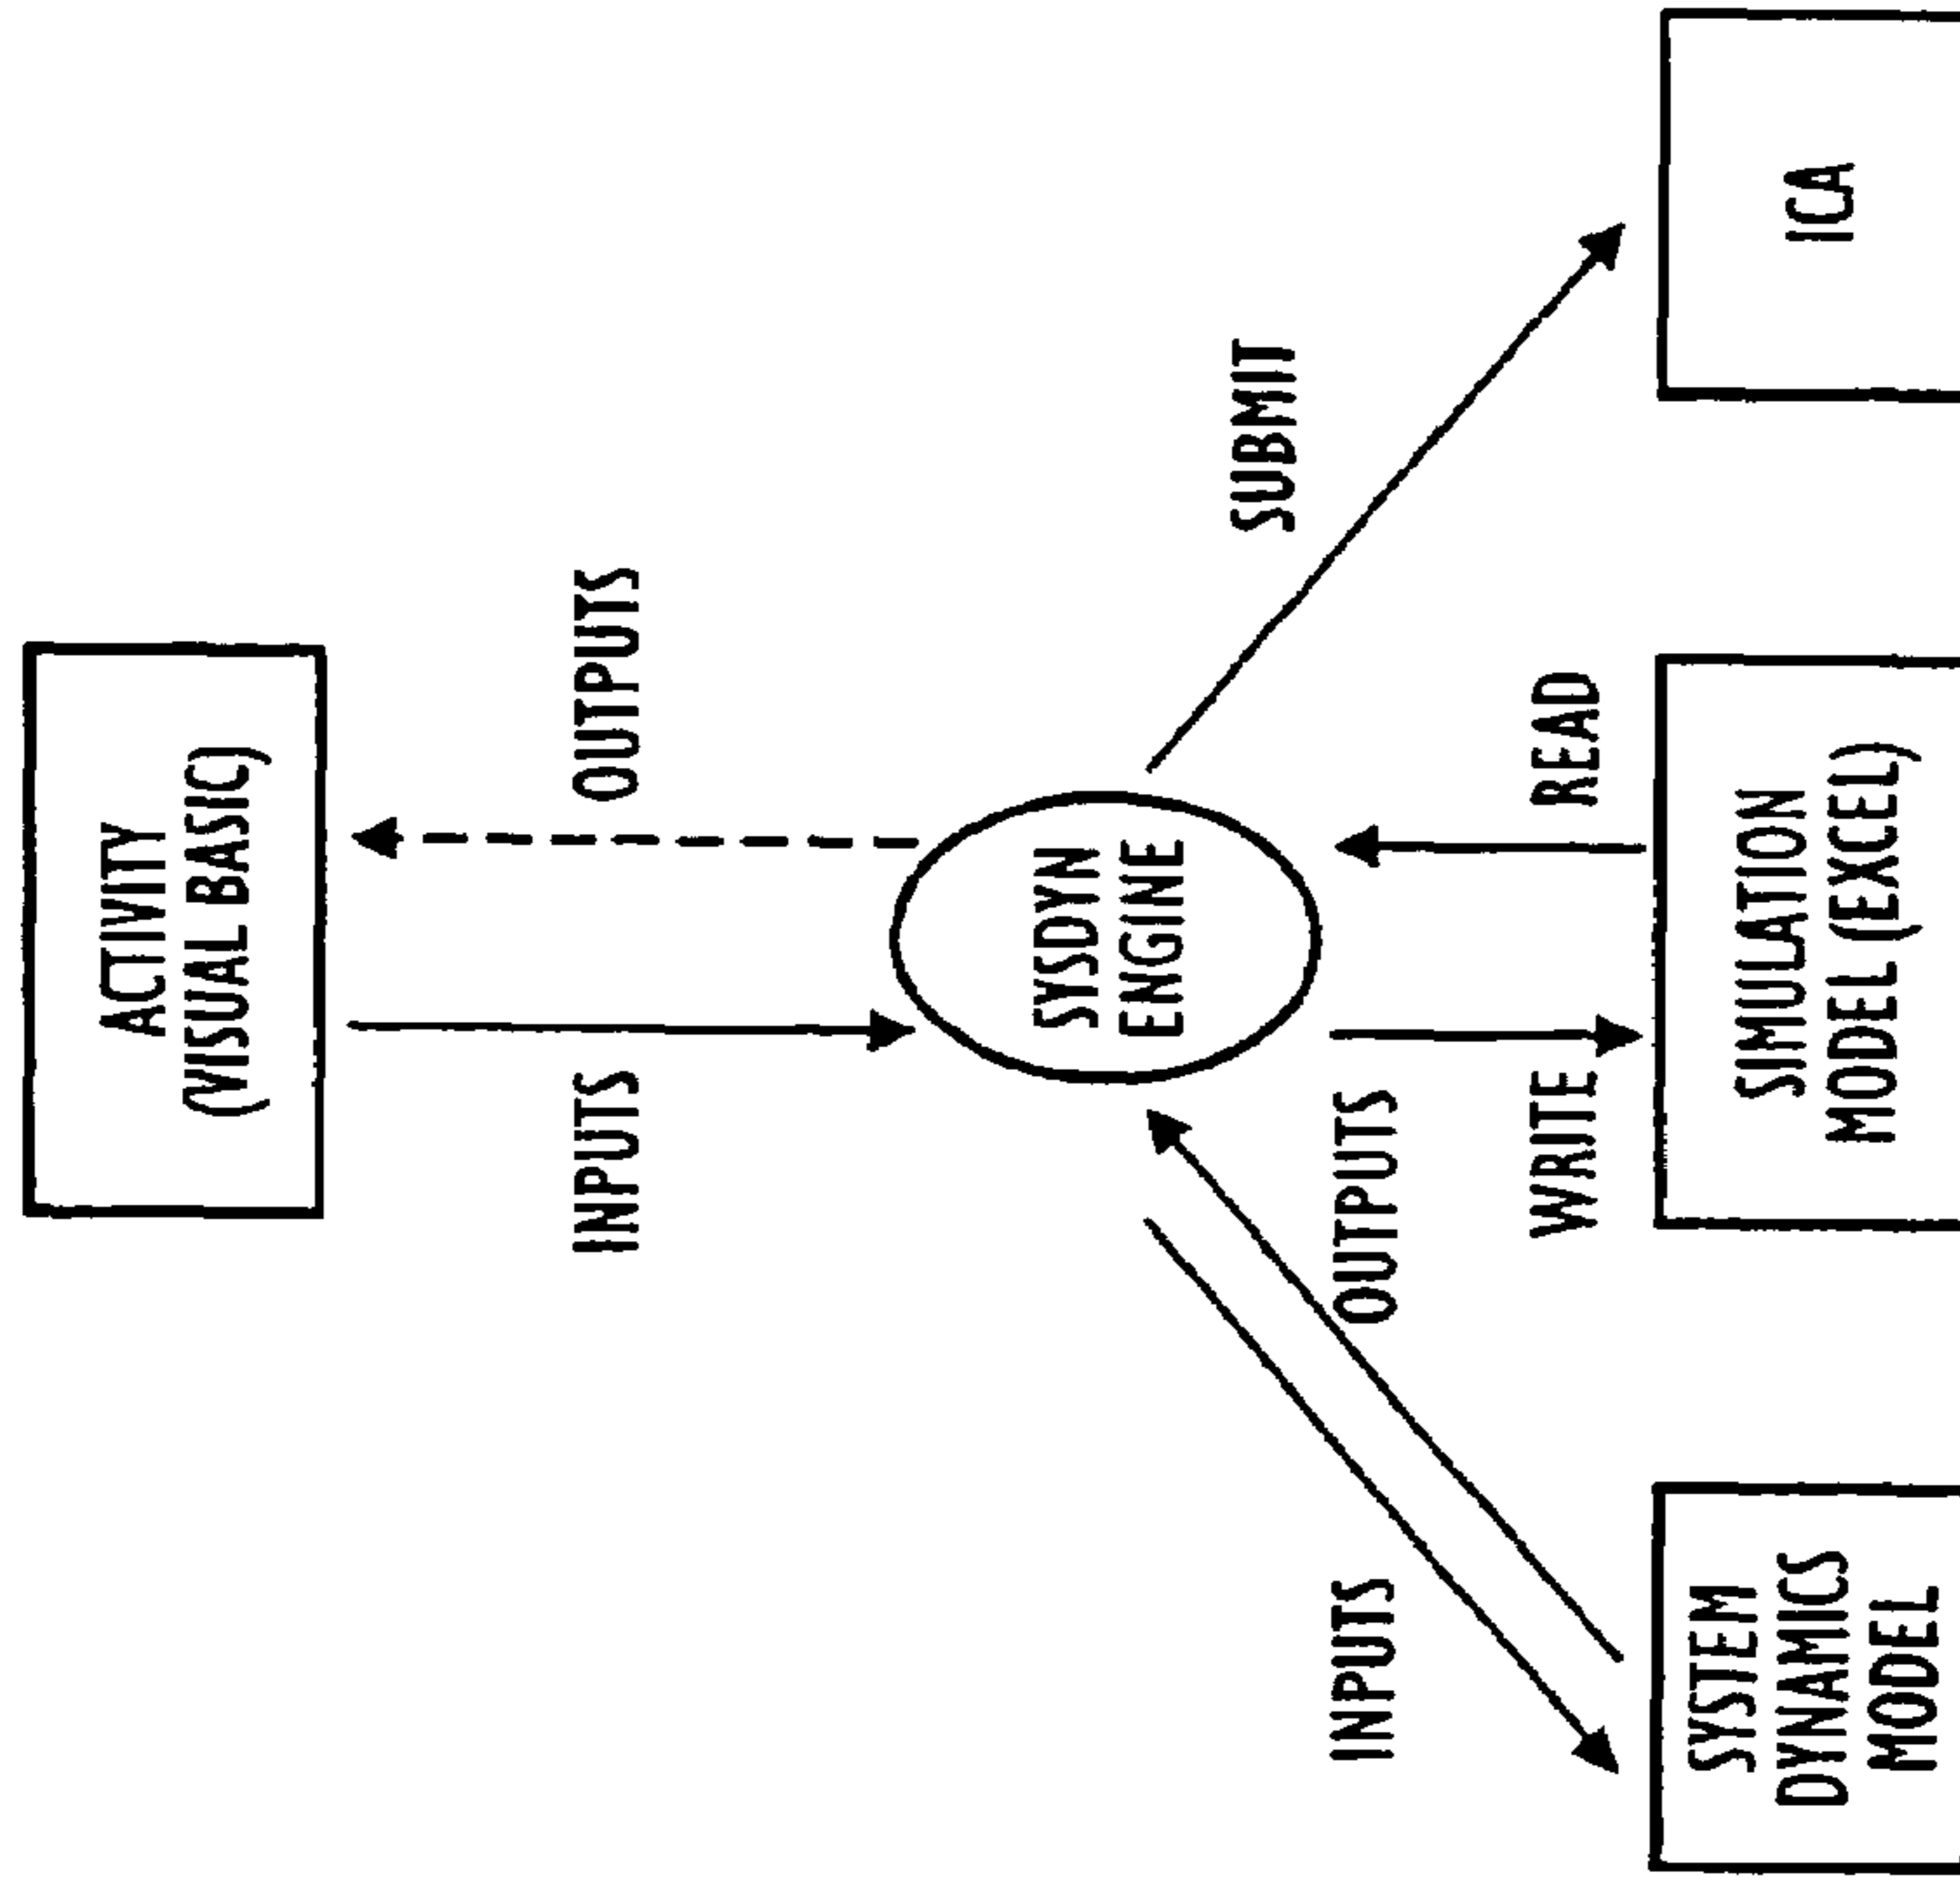 ACTIVITY
(VISUAL BASIC)
INPUTS
OUTPUTS
SYSDYN
ENGINE
SUBMIT
INPUTS
OUTPUTS
WRITE
READ
SYSTEM
DYNAMICS
MODEL
SIMULATION
MODEL (EXCEL)
ICA